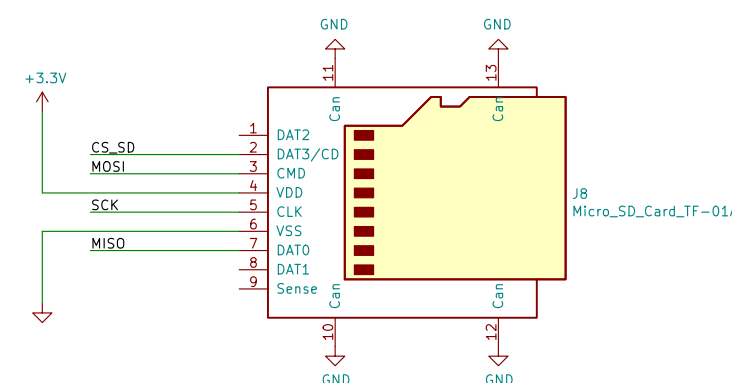 GND GND
+3.3V
11 13
Can Can
1 DAT2
CS_SD 2 DAT3/CD
MOSI 3 CMD
4 VDD
J8
SCK 5 CLK
Micro_SD_Card_TF-01A
6 VSS
MISO 7 DAT0
8 DAT1
9 Sense
Can Can
10 12
GND GND